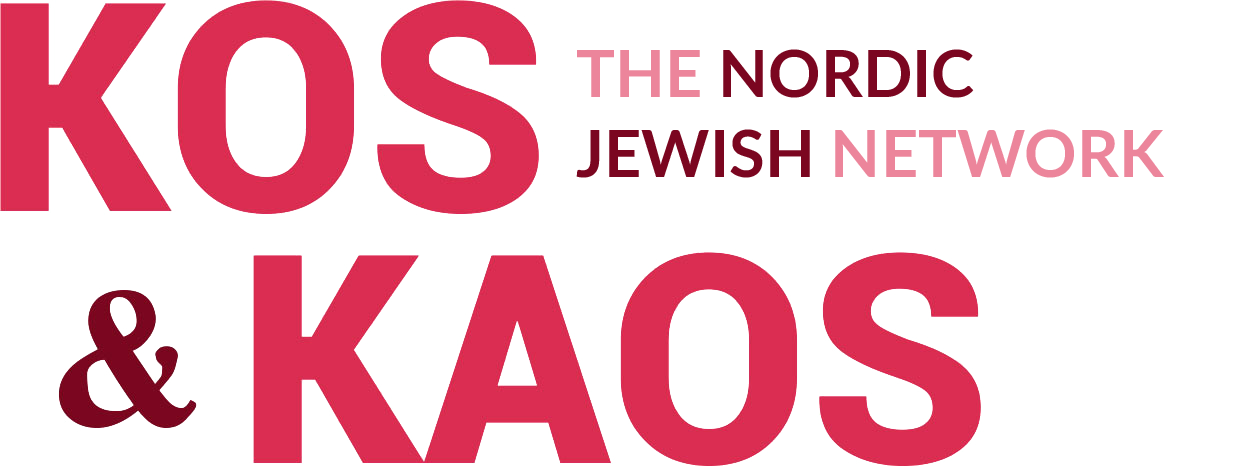 KOS
THE NORDIC
JEWISH NETWORK
& KAOS